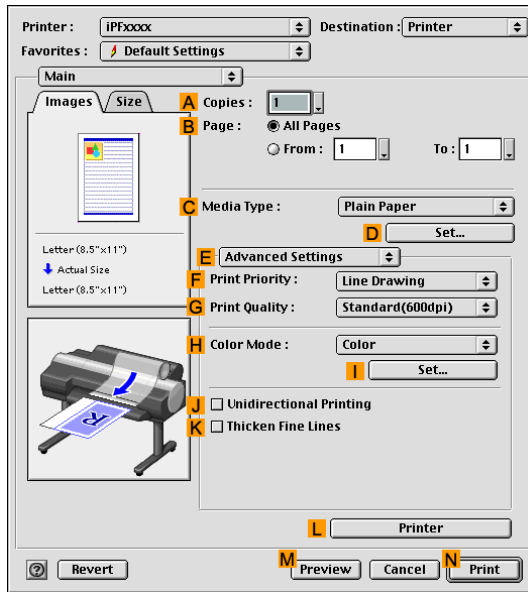 Printer : iPFxxxx Destination : Printer
Favorites : Default Settings
Main
Images Size
A Copies : 1
B Page : All Pages
From : 1 To : 1
C Media Type : Plain Paper
D Set...
Letter (8.5"x11")
Actual Size
Letter (8.5"x11")
E Advanced Settings
F Print Priority : Line Drawing
G Print Quality : Standard(600dpi)
H Color Mode : Color
I Set...
J Unidirectional Printing
K Thicken Fine Lines
R
L Printer
? Revert M Preview Cancel N Print